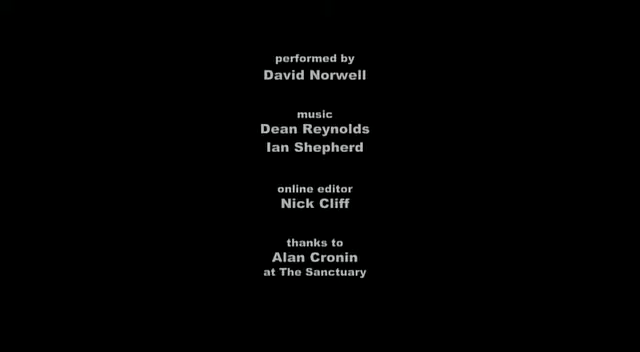 performed by
David Norwell
music
Dean Reynolds
Ian Shepherd
online editor
Nick Cliff
thanks to
Alan Cronin
at The Sanctuary